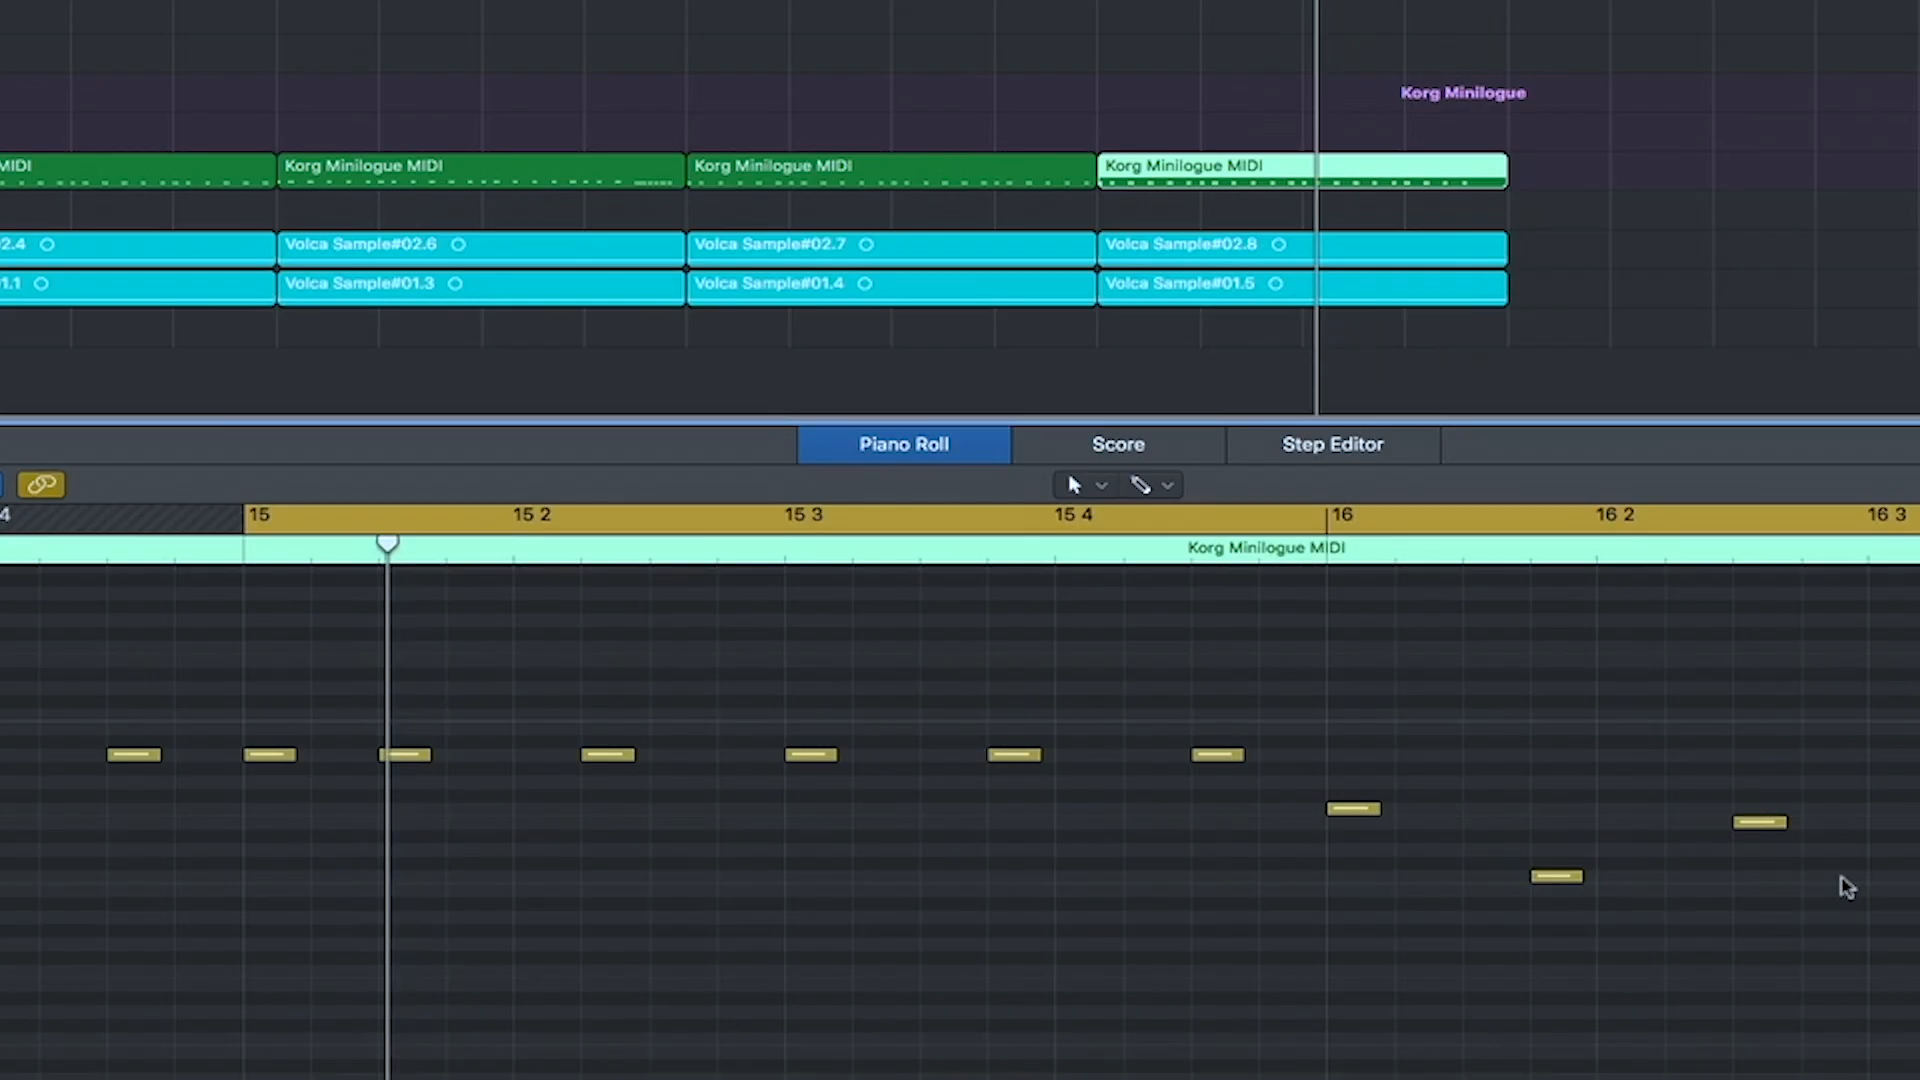 Korg Minilogue
MIDI
Korg Minilogue MIDI
Korg Minilogue MIDI
Korg Minilogue MIDI
02.4
Volca Sample#02.6
Volca Sample#02.7
Volca Sample#02.8
1.1
Volca Sample#01.3
Volca Sample#01.4
Volca Sample#01.5
Piano Roll
Score
Step Editor
4
15
15 2
15 3
15 4
16
16 2
16 3
Korg Minilogue MIDI